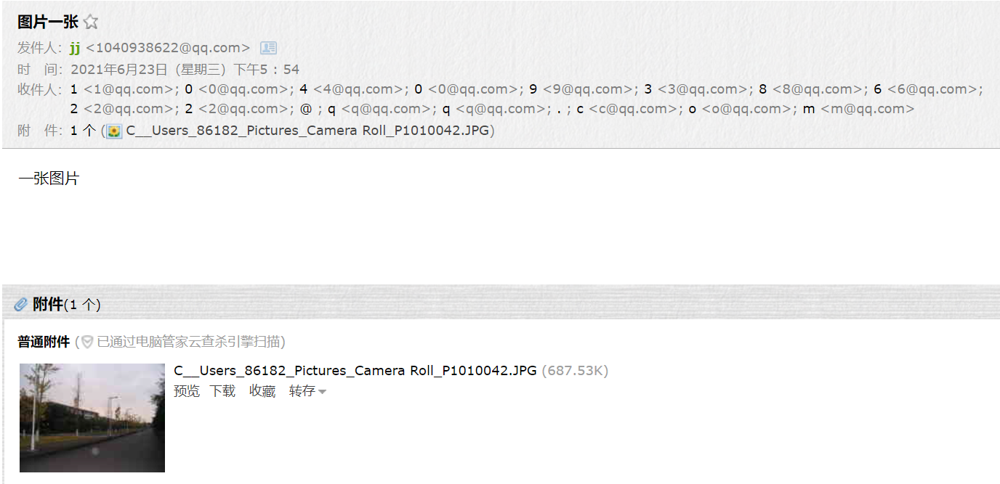 图片一张
发件人：jj <1040938622@qq.com>
时　间：2021年6月23日（星期三）下午5：54
收件人：1 <1@qq.com>; 0 <0@qq.com>; 4 <4@qq.com>; 0 <0@qq.com>; 9 <9@qq.com>; 3 <3@qq.com>; 8 <8@qq.com>; 6 <6@qq.com>;
2 <2@qq.com>; 2 <2@qq.com>; @ ; q <q@qq.com>; q <q@qq.com>; . ; c <c@qq.com>; o <o@qq.com>; m <m@qq.com>
附　件：1 个 (C__Users_86182_Pictures_Camera Roll_P1010042.JPG)
一张图片
附件(1 个)
普通附件 (已通过电脑管家云查杀引擎扫描)
C__Users_86182_Pictures_Camera Roll_P1010042.JPG (687.53K)
预览 下载 收藏 转存